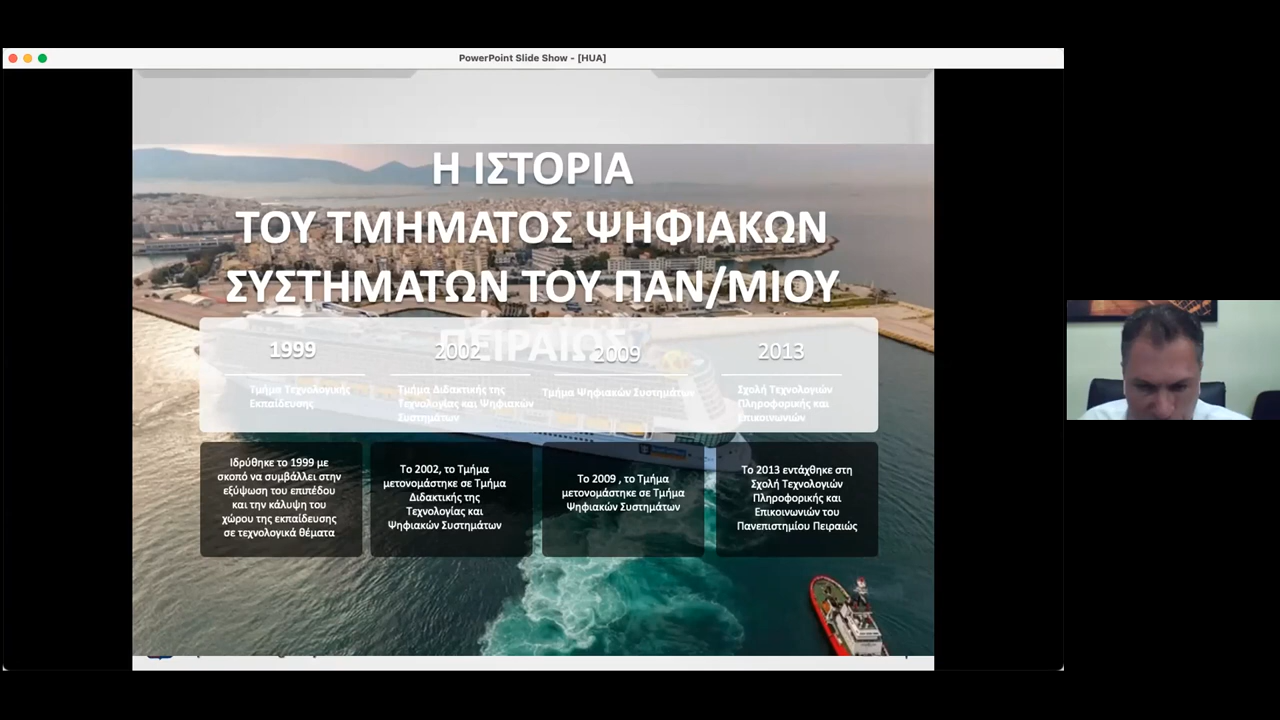 PowerPoint Slide Show - [HUA]
Η ΙΣΤΟΡΙΑ
ΤΟΥ ΤΜΗΜΑΤΟΣ ΨΗΦΙΑΚΩΝ
ΣΥΣΤΗΜΑΤΩΝ ΤΟΥ ΠΑΝ/ΜΙΟΥ
ΠΕΙΡΑΙΩΣ
1999
Τμήμα Τεχνολογικής
Εκπαίδευσης
2002
Τμήμα Διδακτικής της
Τεχνολογίας και Ψηφιακών
Συστημάτων
2009
Τμήμα Ψηφιακών Συστημάτων
2013
Σχολή Τεχνολογιών
Πληροφορικής και
Επικοινωνιών
Ιδρύθηκε το 1999 με
σκοπό να συμβάλλει στην
εξύψωση του επιπέδου
και την κάλυψη του
χώρου της εκπαίδευσης
σε τεχνολογικά θέματα
Το 2002, το Τμήμα
μετονομάστηκε σε Τμήμα
Διδακτικής της
Τεχνολογίας και
Ψηφιακών Συστημάτων
Το 2009 , το Τμήμα
μετονομάστηκε σε Τμήμα
Ψηφιακών Συστημάτων
Το 2013 εντάχθηκε στη
Σχολή Τεχνολογιών
Πληροφορικής και
Επικοινωνιών του
Πανεπιστημίου Πειραιώς